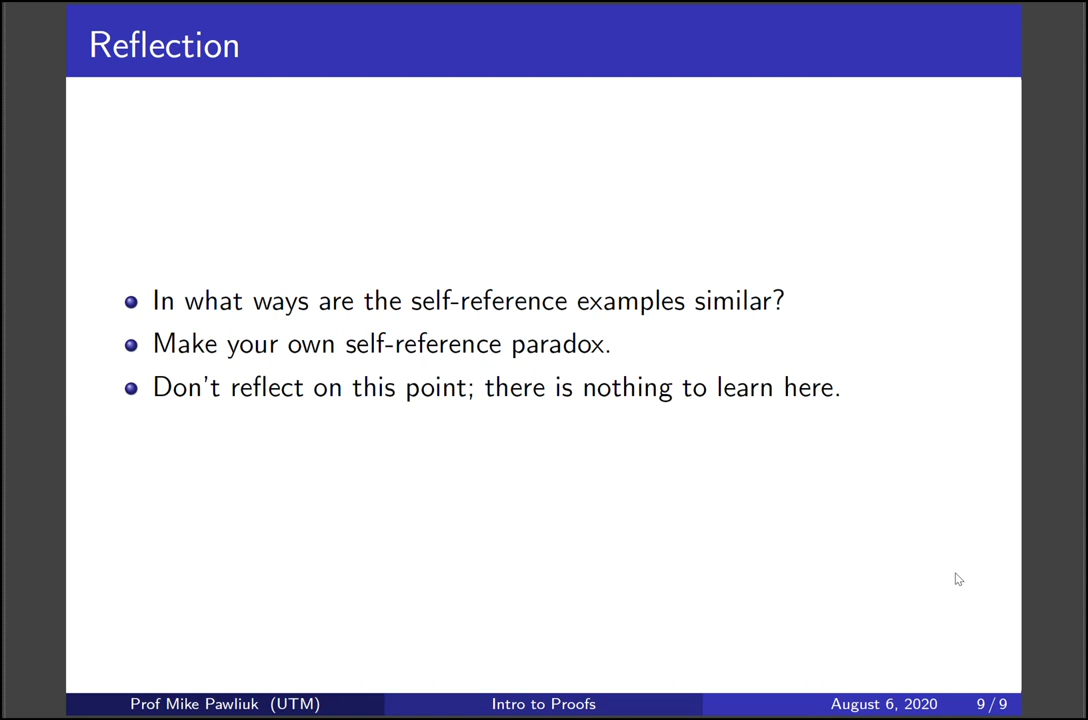 Reflection
In what ways are the self-reference examples similar?
Make your own self-reference paradox.
Don't reflect on this point; there is nothing to learn here.
Prof Mike Pawliuk (UTM) Intro to Proofs August 6, 2020 9 / 9